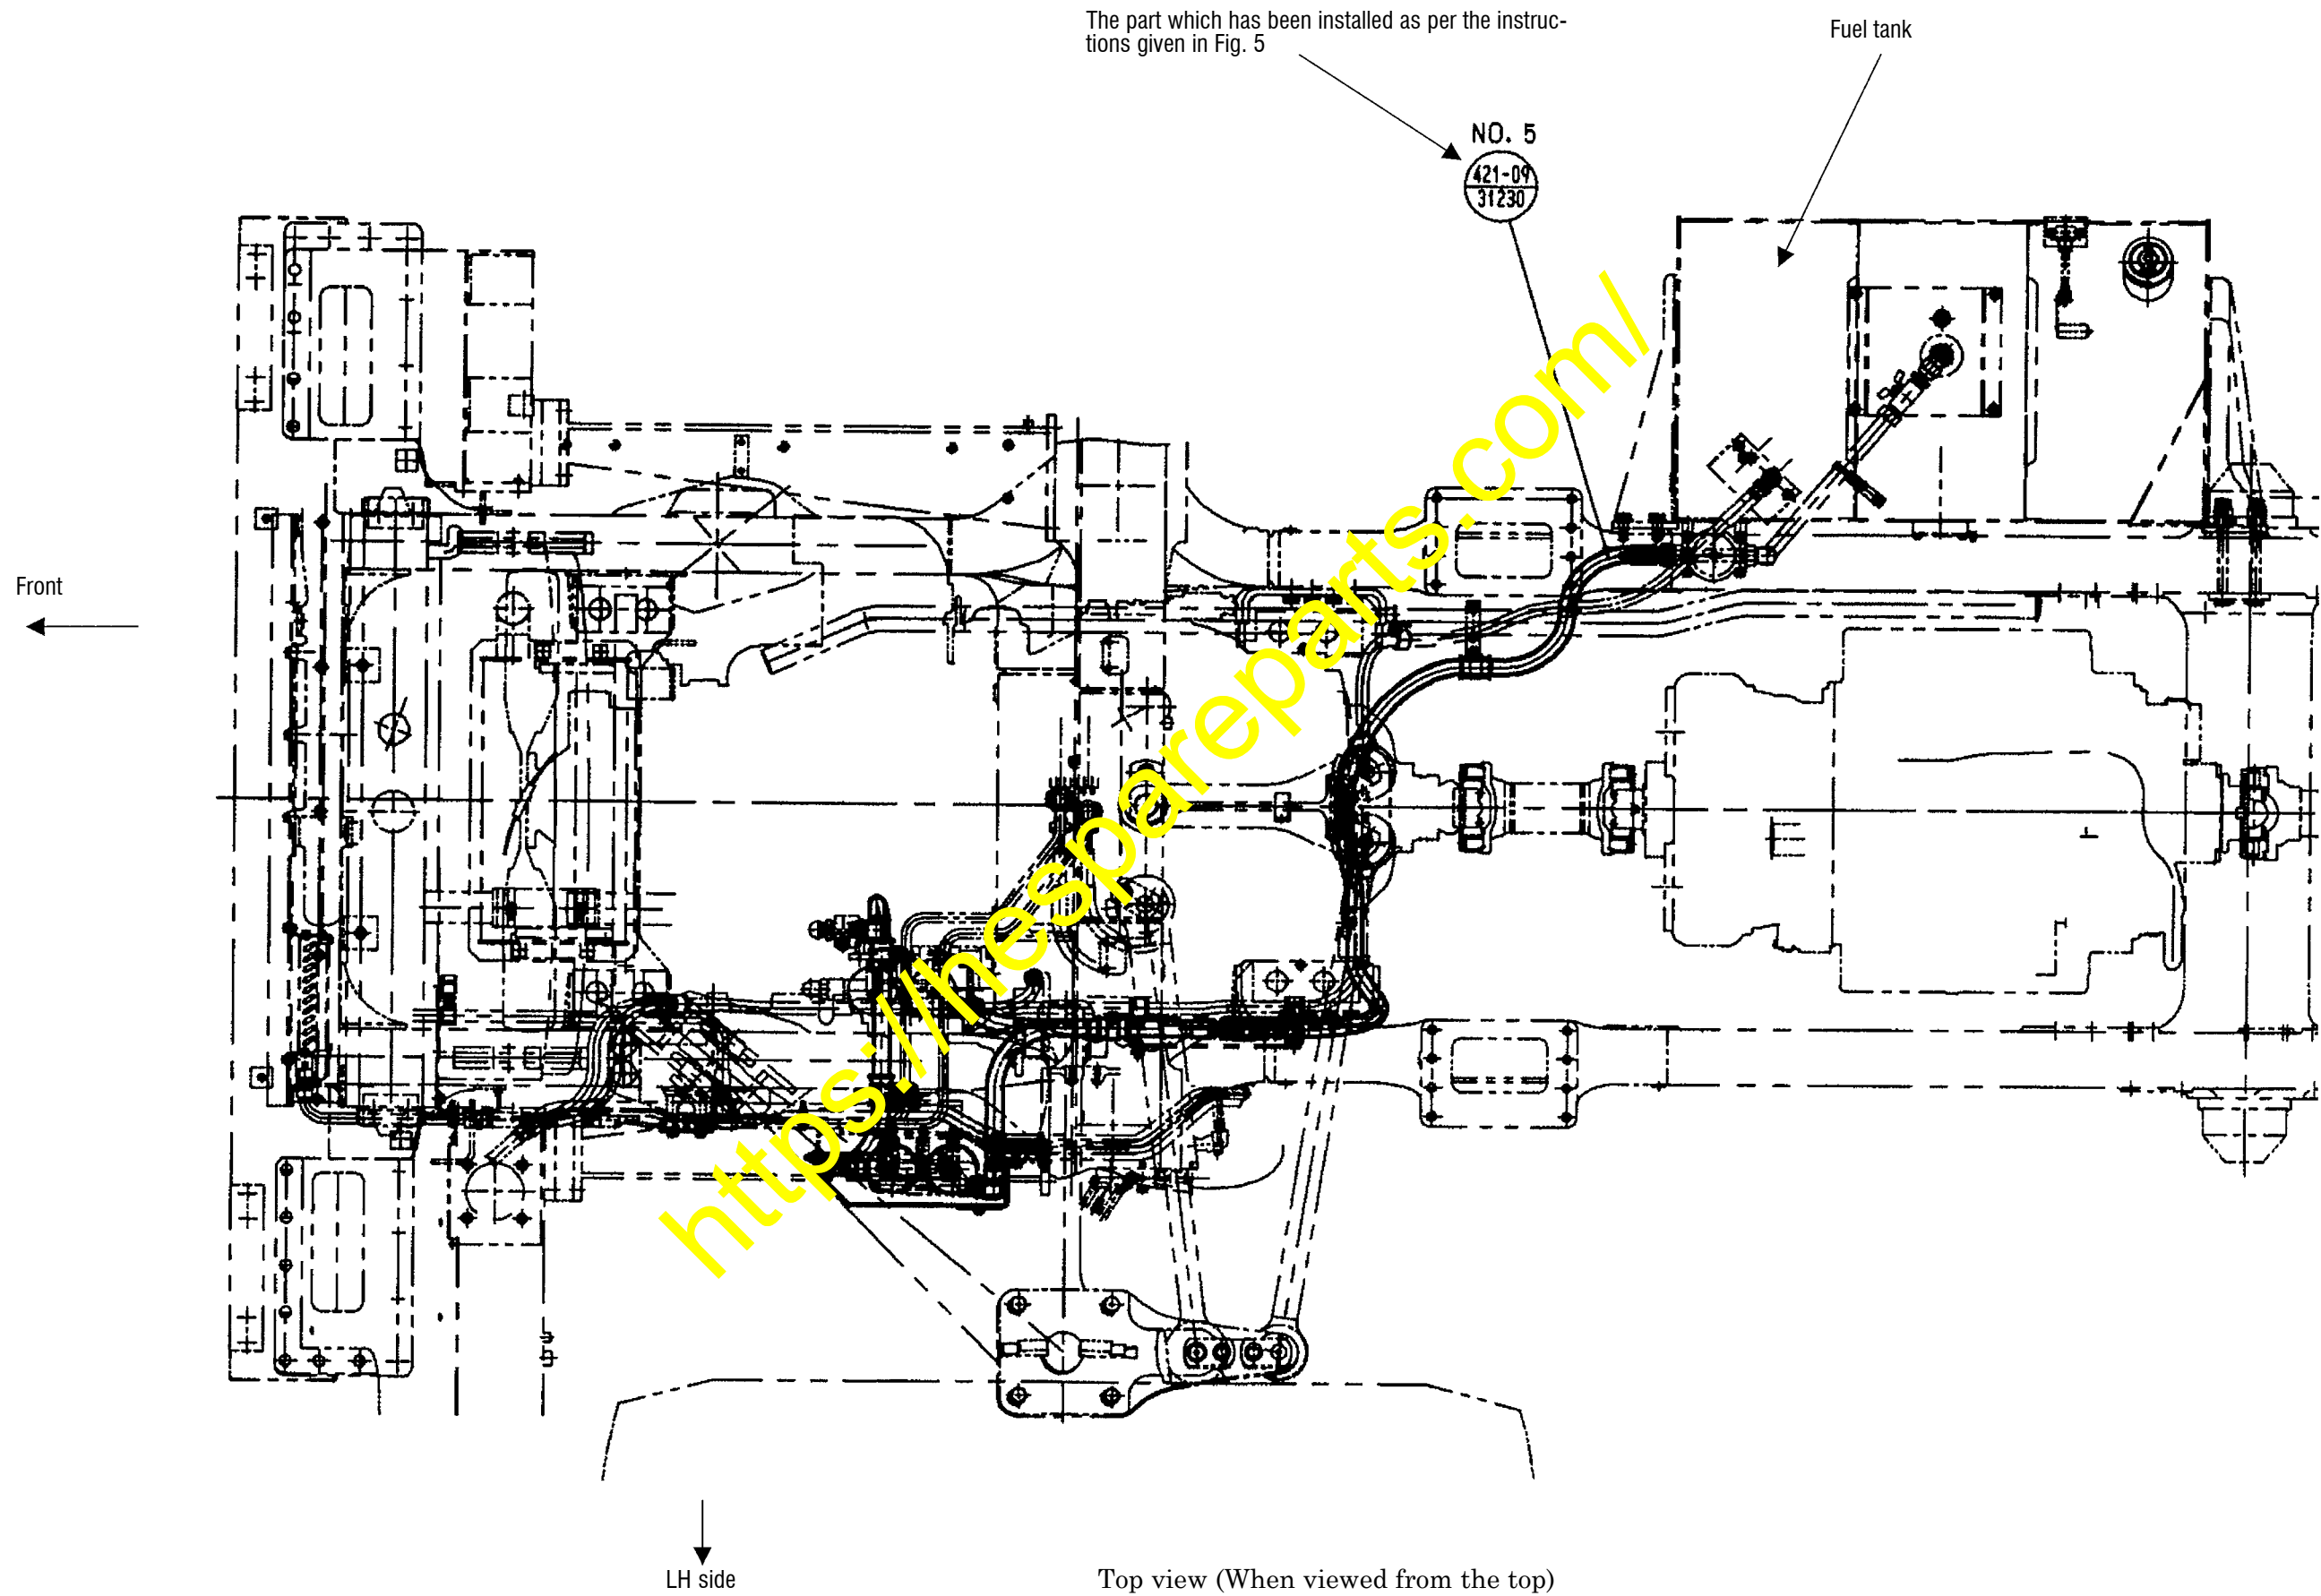 The part which has been installed as per the instruc-
tions given in Fig. 5
Fuel tank
NO. 5
421-09
31230
Front
https://hespareparts.com/
LH side
Top view (When viewed from the top)